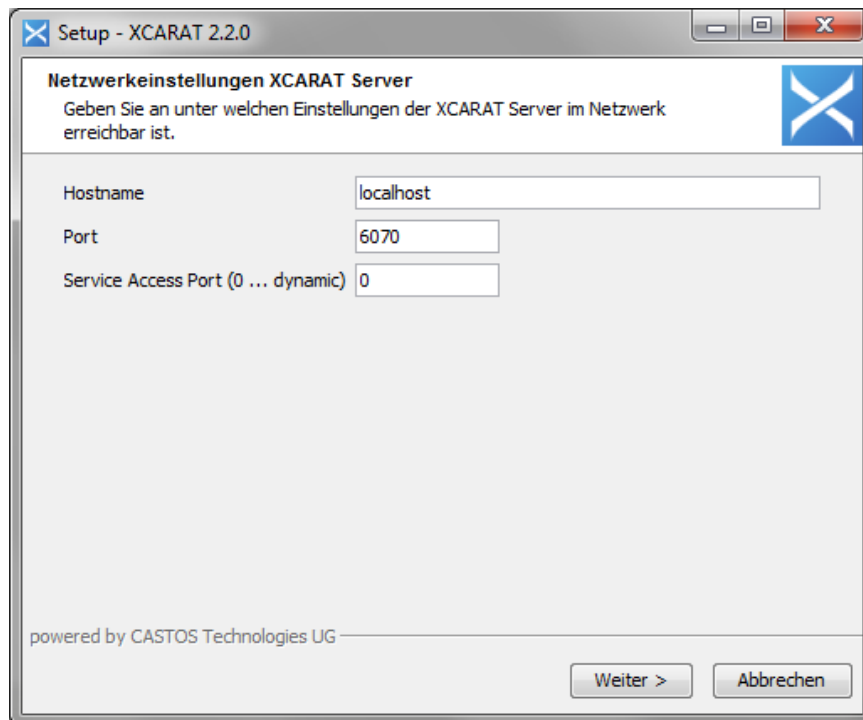 Setup - XCARAT 2.2.0
Netzwerkeinstellungen XCARAT Server
Geben Sie an unter welchen Einstellungen der XCARAT Server im Netzwerk
erreichbar ist.
Hostname localhost
Port 6070
Service Access Port (0 ... dynamic) 0
powered by CASTOS Technologies UG
Weiter > Abbrechen